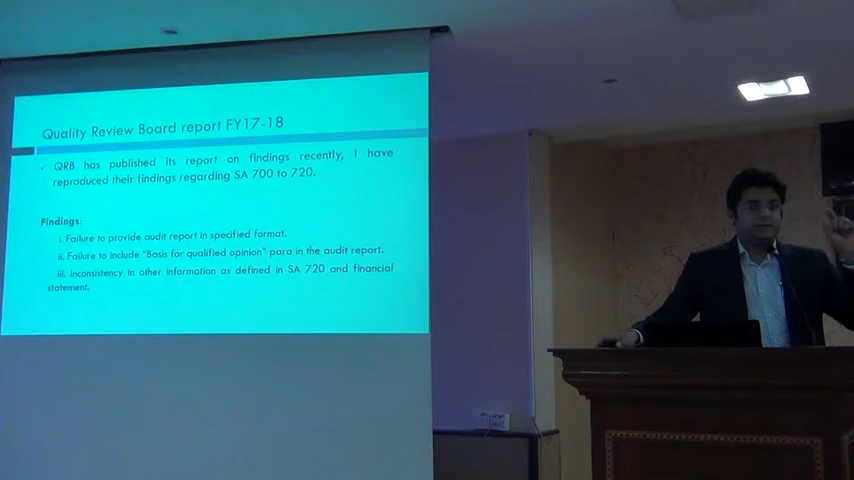 Quality Review Board report FY17-18
✓ QRB has published its report on findings recently, I have
reproduced their findings regarding SA 700 to 720.
Findings:
i. Failure to provide audit report in specified format.
ii. Failure to include "Basis for qualified opinion" para in the audit report.
iii. Inconsistency in other information as defined in SA 720 and financial
statement.